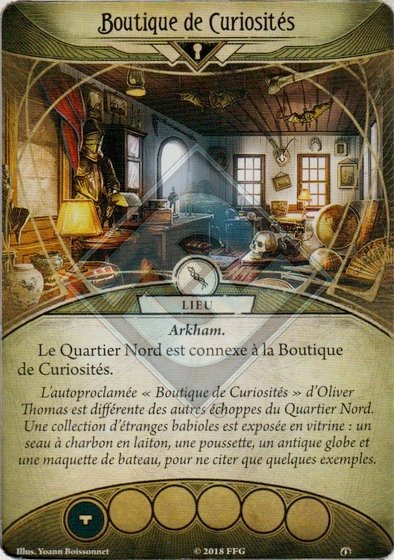 Boutique de Curiosités
LIEU
Arkham.
Le Quartier Nord est connexe à la Boutique
de Curiosités.
L'autoproclamée « Boutique de Curiosités » d'Oliver
Thomas est différente des autres échoppes du Quartier Nord.
Une collection d'étranges babioles est exposée en vitrine : un
seau à charbon en laiton, une poussette, un antique globe et
une maquette de bateau, pour ne citer que quelques exemples.
Illus. Yoann Boissonnet
© 2018 FFG